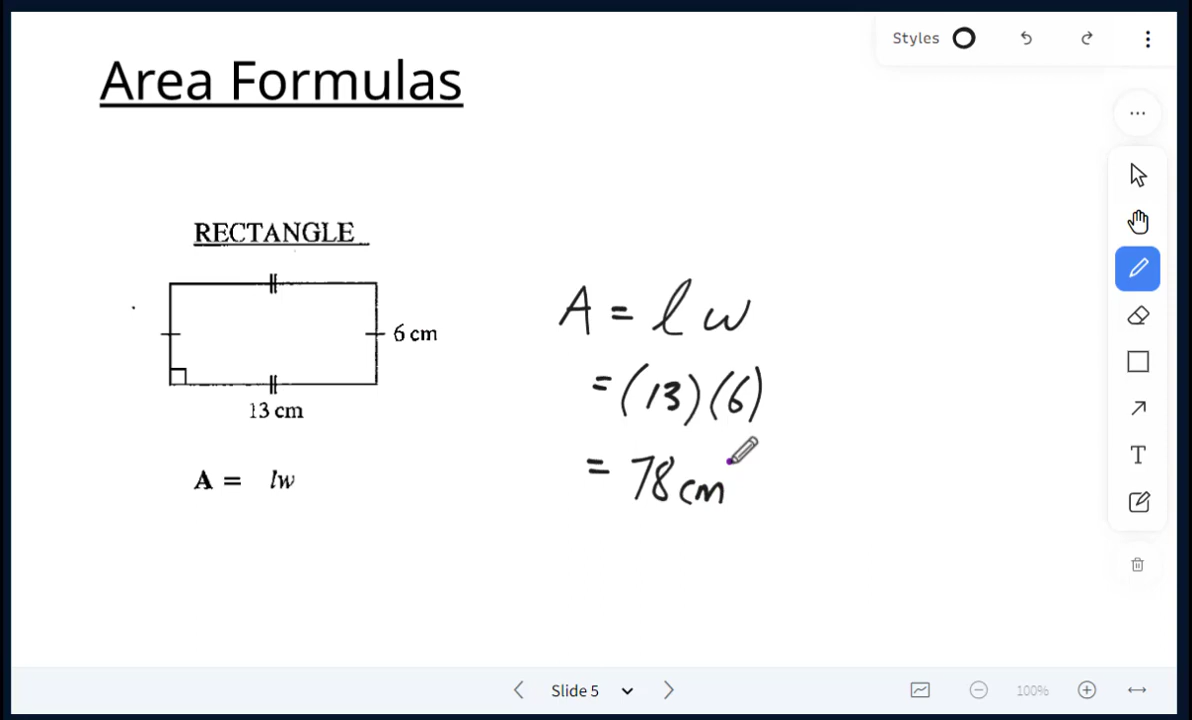 Styles
Area Formulas
RECTANGLE
6 cm
13 cm
A = lw
A = l w
= (13)(6)
= 78 cm
T
Slide 5
100%